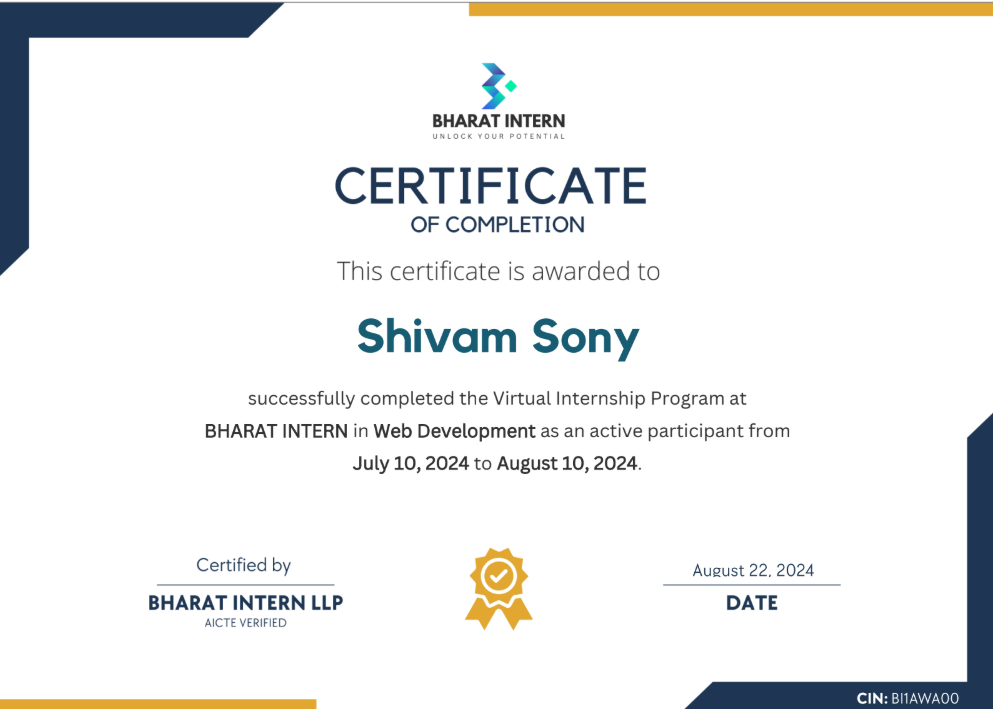 BHARAT INTERN
UNLOCK YOUR POTENTIAL
CERTIFICATE
OF COMPLETION
This certificate is awarded to
Shivam Sony
successfully completed the Virtual Internship Program at
BHARAT INTERN in Web Development as an active participant from
July 10, 2024 to August 10, 2024.
Certified by
BHARAT INTERN LLP
AICTE VERIFIED
August 22, 2024
DATE
CIN: BI1AWA00